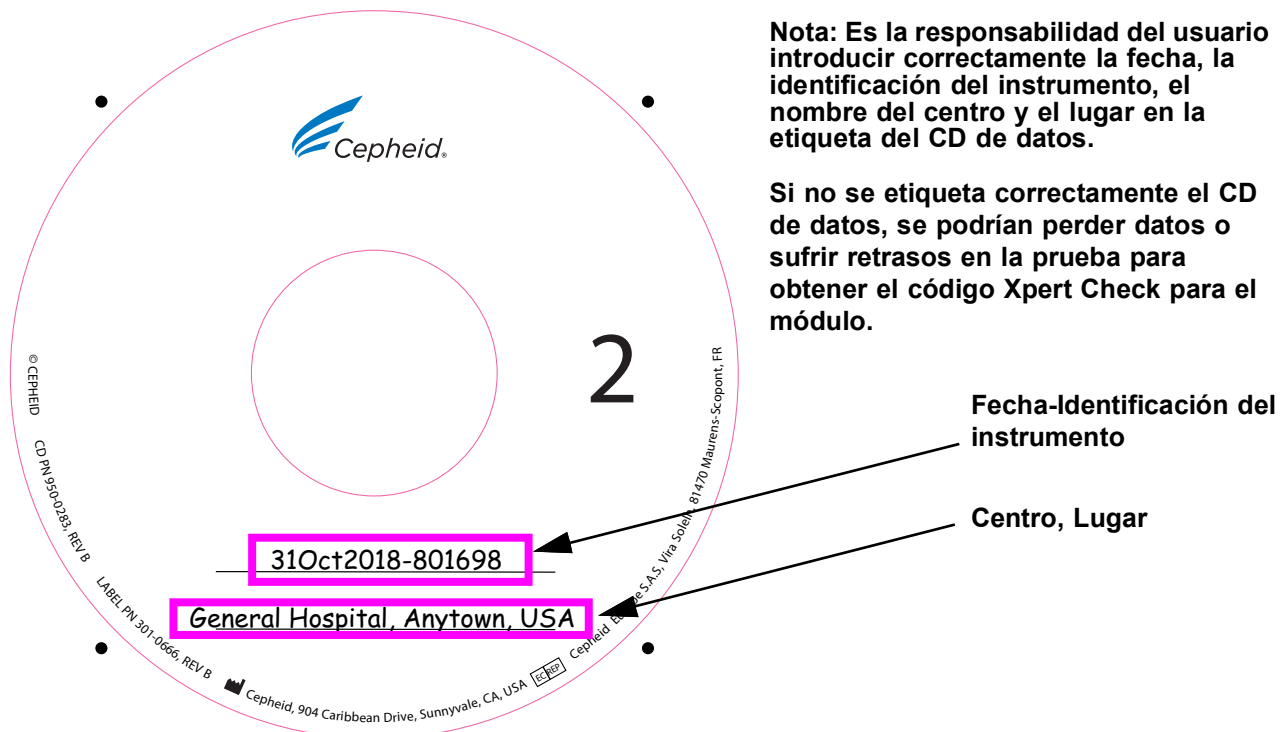 Nota: Es la responsabilidad del usuario
introducir correctamente la fecha, la
identificación del instrumento, el
nombre del centro y el lugar en la
etiqueta del CD de datos.
Si no se etiqueta correctamente el CD
de datos, se podrían perder datos o
sufrir retrasos en la prueba para
obtener el código Xpert Check para el
módulo.
Cepheid®
2
Fecha-Identificación del
instrumento
Centro, Lugar
31Oct2018-801698
General Hospital, Anytown, USA
© CEPHEID CD PN 950-0283, REV B LABEL PN 301-0666, REV B Cepheid, 904 Caribbean Drive, Sunnyvale, CA, USA EC REP Cepheid S.A.S, Vira Solelh, 81470 Maurens-Scopont, FR